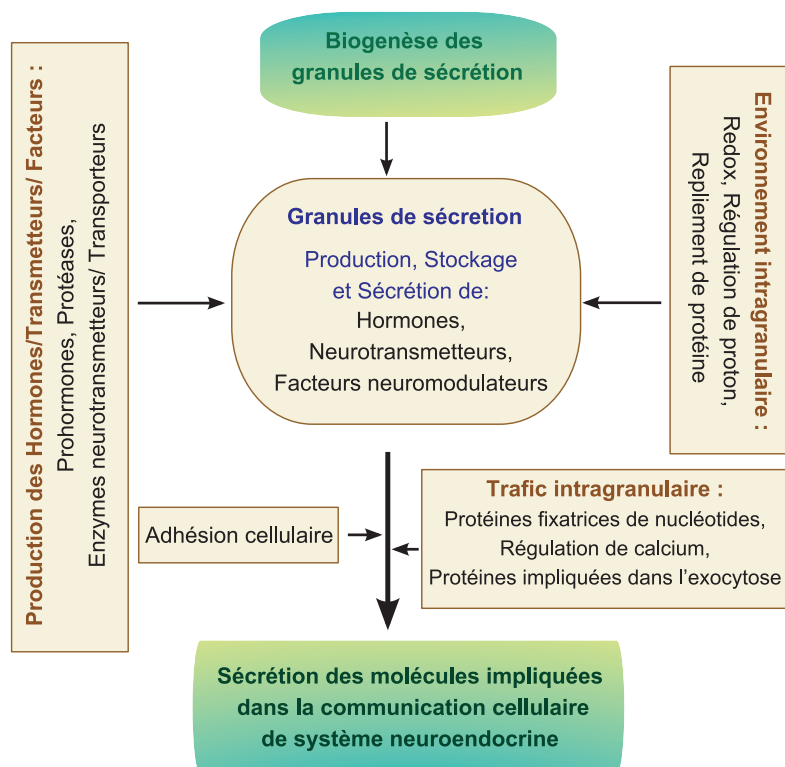 Biogenèse des
granules de sécrétion
Production des Hormones/Transmetteurs/ Facteurs :
Prohormones, Protéases,
Enzymes neurotransmetteurs/ Transporteurs
Granules de sécretion
Production, Stockage
et Sécrétion de:
Hormones,
Neurotransmetteurs,
Facteurs neuromodulateurs
Environnement intragranulaire :
Redox, Régulation de proton,
Repliement de protéine
Adhésion cellulaire
Trafic intragranulaire :
Protéines fixatrices de nucléotides,
Régulation de calcium,
Protéines impliquées dans l'exocytose
Sécrétion des molécules impliquées
dans la communication cellulaire
de système neuroendocrine